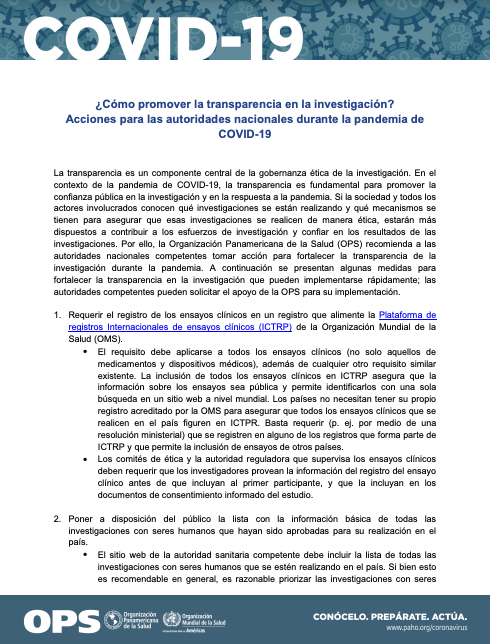 COVID-19
¿Cómo promover la transparencia en la investigación?
Acciones para las autoridades nacionales durante la pandemia de
COVID-19
La transparencia es un componente central de la gobernanza ética de la investigación. En el
contexto de la pandemia de COVID-19, la transparencia es fundamental para promover la
confianza pública en la investigación y en la respuesta a la pandemia. Si la sociedad y todos los
actores involucrados conocen qué investigaciones se están realizando y qué mecanismos se
tienen para asegurar que esas investigaciones se realicen de manera ética, estarán más
dispuestos a contribuir a los esfuerzos de investigación y confiar en los resultados de las
investigaciones. Por ello, la Organización Panamericana de la Salud (OPS) recomienda a las
autoridades nacionales competentes tomar acción para fortalecer la transparencia de la
investigación durante la pandemia. A continuación se presentan algunas medidas para
fortalecer la transparencia en la investigación que pueden implementarse rápidamente; las
autoridades competentes pueden solicitar el apoyo de la OPS para su implementación.
1. Requerir el registro de los ensayos clínicos en un registro que alimente la Plataforma de
registros Internacionales de ensayos clínicos (ICTRP) de la Organización Mundial de la
Salud (OMS).
• El requisito debe aplicarse a todos los ensayos clínicos (no solo aquellos de
medicamentos y dispositivos médicos), además de cualquier otro requisito similar
existente. La inclusión de todos los ensayos clínicos en ICTRP asegura que la
información sobre los ensayos sea pública y permite identificarlos con una sola
búsqueda en un sitio web a nivel mundial. Los países no necesitan tener su propio
registro acreditado por la OMS para asegurar que todos los ensayos clínicos que se
realicen en el país figuren en ICTPR. Basta requerir (p. ej. por medio de una
resolución ministerial) que se registren en alguno de los registros que forma parte de
ICTRP y que permite la inclusión de ensayos de otros países.
• Los comités de ética y la autoridad reguladora que supervisa los ensayos clínicos
deben requerir que los investigadores provean la información del registro del ensayo
clínico antes de que incluyan al primer participante, y que la incluyan en los
documentos de consentimiento informado del estudio.
2. Poner a disposición del público la lista con la información básica de todas las
investigaciones con seres humanos que hayan sido aprobadas para su realización en el
país.
• El sitio web de la autoridad sanitaria competente debe incluir la lista de todas las
investigaciones con seres humanos que se estén realizando en el país. Si bien esto
es recomendable en general, es razonable priorizar las investigaciones con seres
OPS
Organización
Panamericana
de la Salud
Organización
Mundial de la Salud
Américas
CONÓCELO. PREPÁRATE. ACTÚA.
www.paho.org/coronavirus